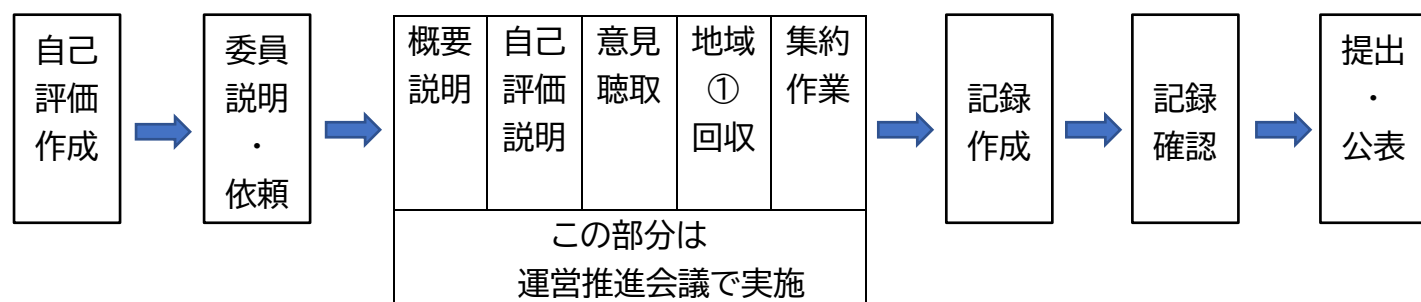 自己
評価
作成
委員
説明
・
依頼
概要
説明
自己
評価
説明
意見
聴取
地域
①
回収
集約
作業
この部分は
運営推進会議で実施
記録
作成
記録
確認
提出
・
公表